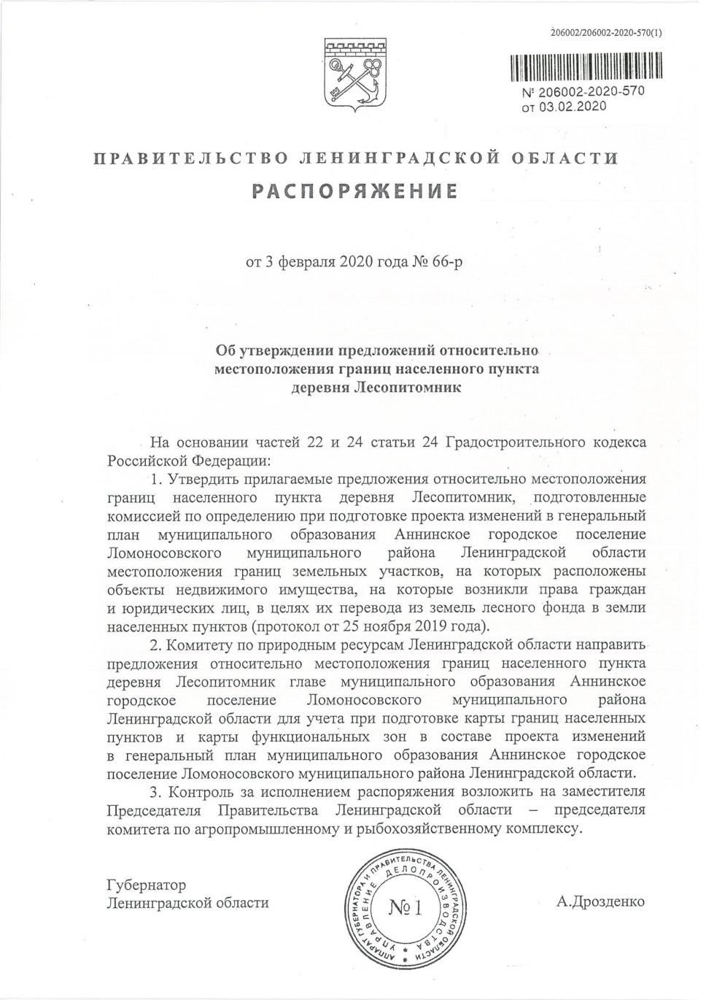 206002/206002-2020-570(1)
№ 206002-2020-570
от 03.02.2020
ПРАВИТЕЛЬСТВО ЛЕНИНГРАДСКОЙ ОБЛАСТИ
РАСПОРЯЖЕНИЕ
от 3 февраля 2020 года № 66-р
Об утверждении предложений относительно
местоположения границ населенного пункта
деревня Лесопитомник
На основании частей 22 и 24 статьи 24 Градостроительного кодекса
Российской Федерации:
1. Утвердить прилагаемые предложения относительно местоположения
границ населенного пункта деревня Лесопитомник, подготовленные
комиссией по определению при подготовке проекта изменений в генеральный
план муниципального образования Аннинское городское поселение
Ломоносовского муниципального района Ленинградской области
местоположения границ земельных участков, на которых расположены
объекты недвижимого имущества, на которые возникли права граждан
и юридических лиц, в целях их перевода из земель лесного фонда в земли
населенных пунктов (протокол от 25 ноября 2019 года).
2. Комитету по природным ресурсам Ленинградской области направить
предложения относительно местоположения границ населенного пункта
деревня Лесопитомник главе муниципального образования Аннинское
городское поселение Ломоносовского муниципального района
Ленинградской области для учета при подготовке карты границ населенных
пунктов и карты функциональных зон в составе проекта изменений
в генеральный план муниципального образования Аннинское городское
поселение Ломоносовского муниципального района Ленинградской области.
3. Контроль за исполнением распоряжения возложить на заместителя
Председателя Правительства Ленинградской области – председателя
комитета по агропромышленному и рыбохозяйственному комплексу.
Губернатор
Ленинградской области
А.Дрозденко
АППАРАТ ГУБЕРНАТОРА И ПРАВИТЕЛЬСТВА ЛЕНИНГРАДСКОЙ ОБЛАСТИ *
УПРАВЛЕНИЕ ДЕЛОПРОИЗВОДСТВА *
№ 1